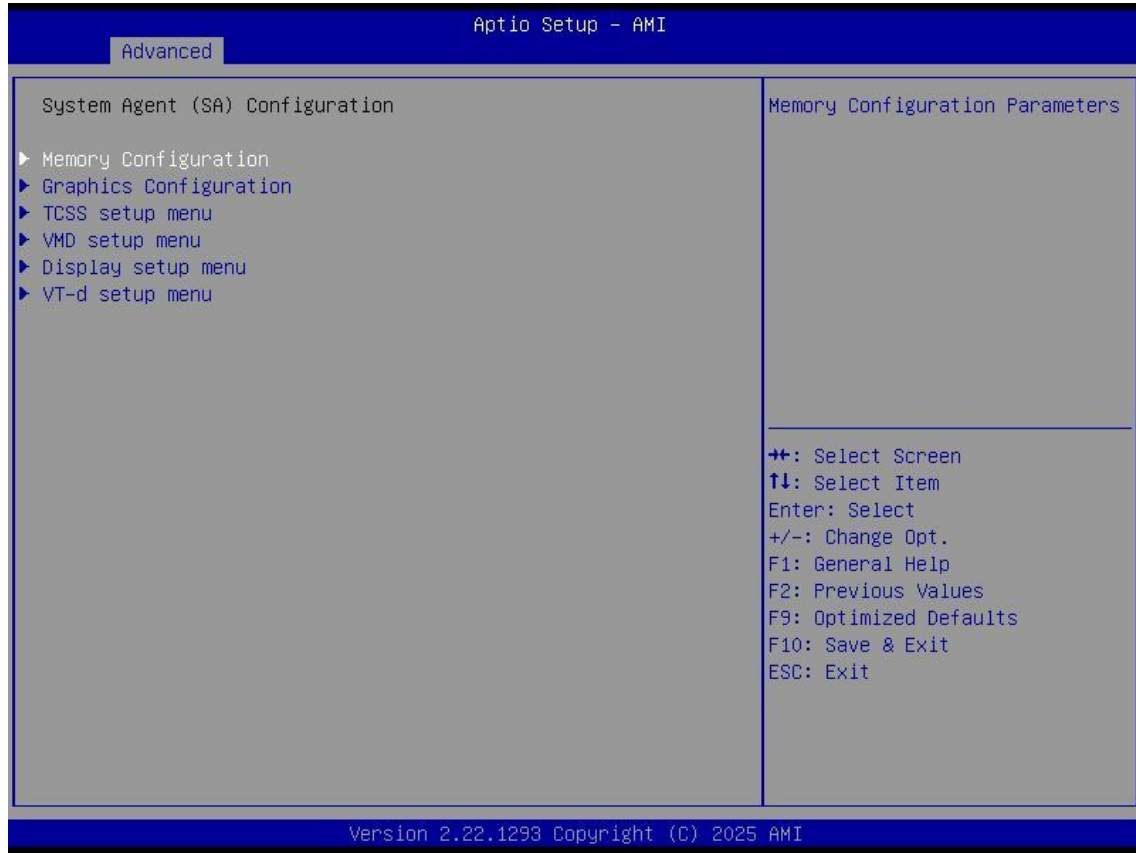 Aptio Setup - AMI
Advanced
System Agent (SA) Configuration
Memory Configuration
Graphics Configuration
TCSS setup menu
VMD setup menu
Display setup menu
VT-d setup menu
Memory Configuration Parameters
→←: Select Screen
↑↓: Select Item
Enter: Select
+/-: Change Opt.
F1: General Help
F2: Previous Values
F9: Optimized Defaults
F10: Save & Exit
ESC: Exit
Version 2.22.1293 Copyright (C) 2025 AMI